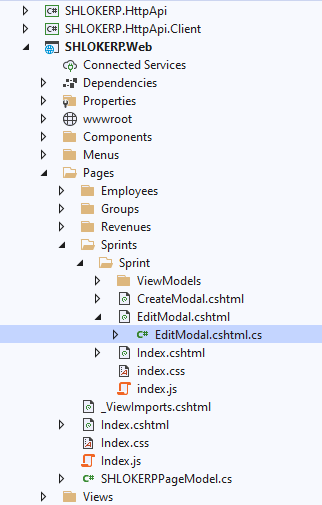 C# SHLOKERP.HttpApi
C# SHLOKERP.HttpApi.Client
SHLOKERP.Web
Connected Services
Dependencies
Properties
wwwroot
Components
Menus
Pages
Employees
Groups
Revenues
Sprints
Sprint
ViewModels
CreateModal.cshtml
EditModal.cshtml
C# EditModal.cshtml.cs
Index.cshtml
index.css
index.js
_ViewImports.cshtml
Index.cshtml
Index.css
Index.js
C# SHLOKERPPageModel.cs
Views